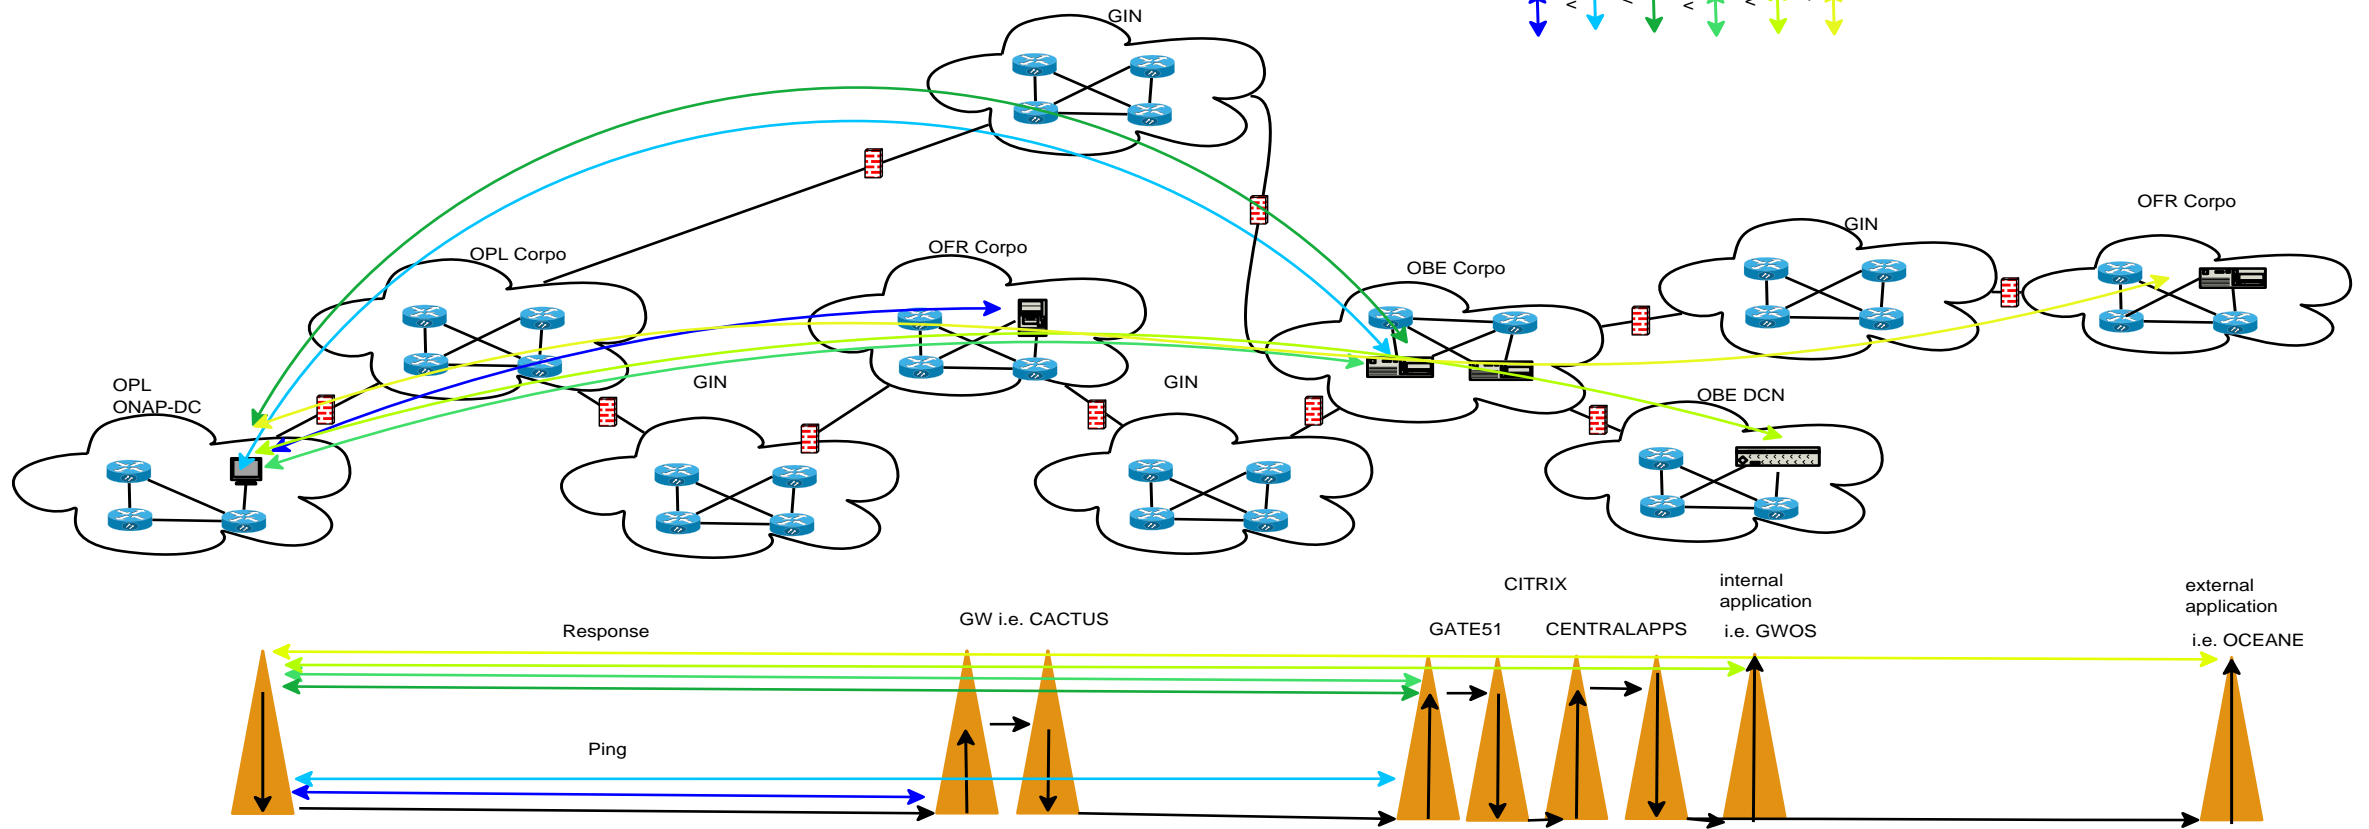 GIN
OFR Corpo
GIN
OPL Corpo
OFR Corpo
OBE Corpo
OPL
ONAP-DC
GIN
GIN
OBE DCN
CITRIX
internal
application
external
application
GW i.e. CACTUS
Response
GATE51
CENTRALAPPS
i.e. GWOS
i.e. OCEANE
Ping